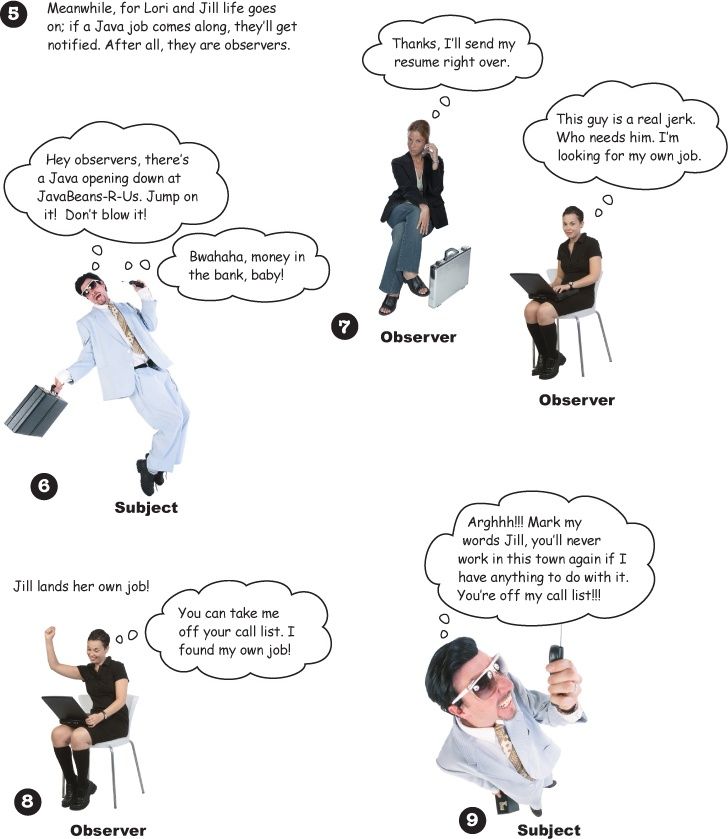 5
Meanwhile, for Lori and Jill life goes
on; if a Java job comes along, they'll get
notified. After all, they are observers.
Hey observers, there's
a Java opening down at
JavaBeans-R-Us. Jump on
it! Don't blow it!
Bwahaha, money in
the bank, baby!
6
Subject
Thanks, I'll send my
resume right over.
This guy is a real jerk.
Who needs him. I'm
looking for my own job.
7
Observer
Observer
Jill lands her own job!
You can take me
off your call list. I
found my own job!
8
Observer
Arghhh!!! Mark my
words Jill, you'll never
work in this town again if I
have anything to do with it.
You're off my call list!!!
9
Subject